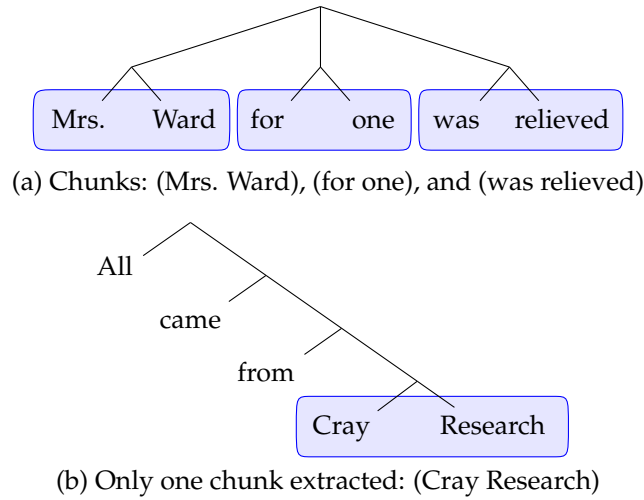 Mrs. Ward for one was relieved
(a) Chunks: (Mrs. Ward), (for one), and (was relieved)
All
came
from
Cray Research
(b) Only one chunk extracted: (Cray Research)